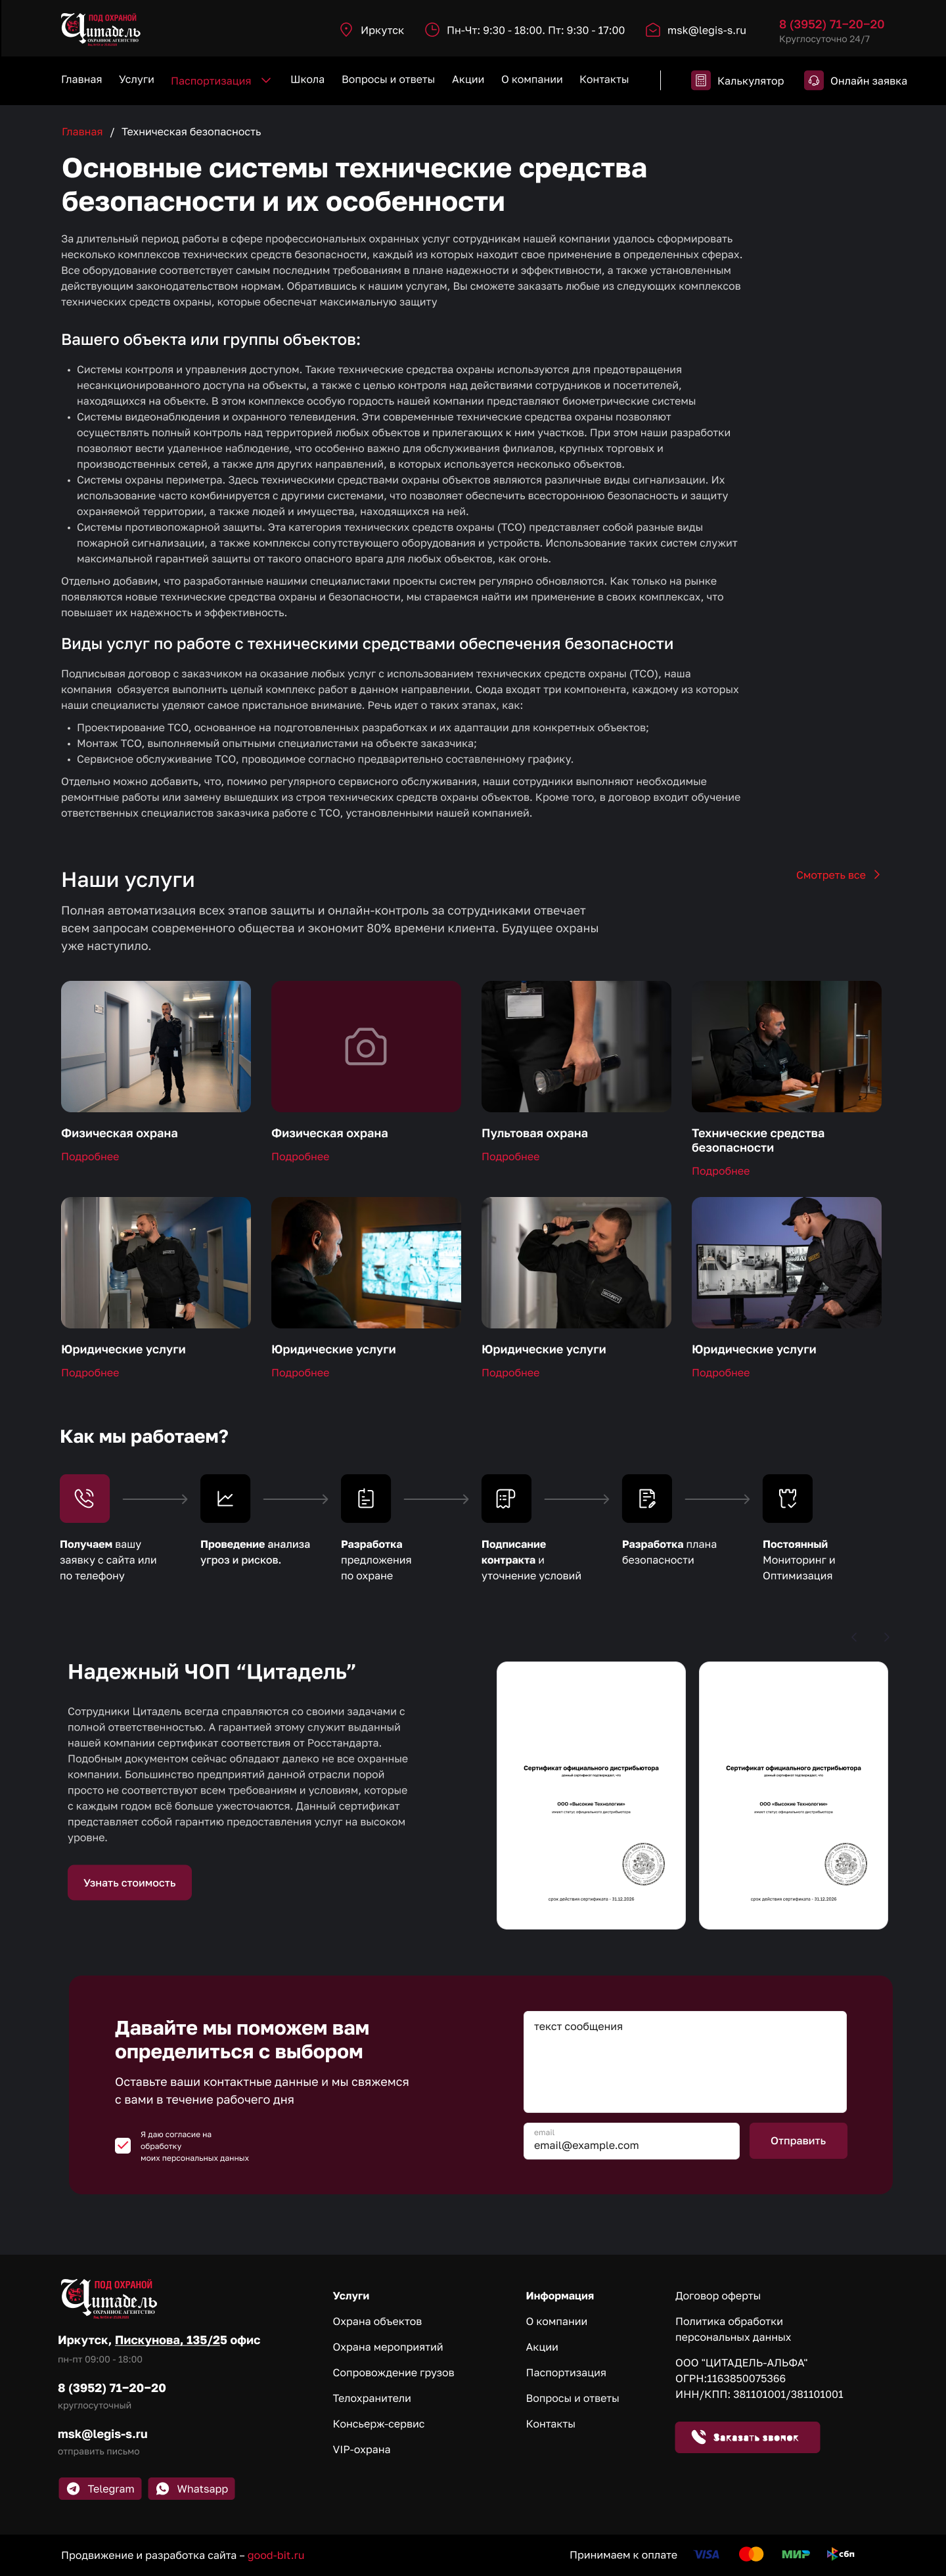 ПОД ОХРАНОЙ
Цитадель
ОХРАННОЕ АГЕНТСТВО
Иркутск
Пн-Чт: 9:30 - 18:00. Пт: 9:30 - 17:00
msk@legis-s.ru
8 (3952) 71–20–20
Круглосуточно 24/7
Главная
Услуги
Паспортизация
Школа
Вопросы и ответы
Акции
О компании
Контакты
Калькулятор
Онлайн заявка
Главная / Техническая безопасность
Основные системы технические средства
безопасности и их особенности
За длительный период работы в сфере профессиональных охранных услуг сотрудникам нашей компании удалось сформировать
несколько комплексов технических средств безопасности, каждый из которых находит свое применение в определенных сферах.
Все оборудование соответствует самым последним требованиям в плане надежности и эффективности, а также установленным
действующим законодательством нормам. Обратившись к нашим услугам, Вы сможете заказать любые из следующих комплексов
технических средств охраны, которые обеспечат максимальную защиту
Вашего объекта или группы объектов:
• Системы контроля и управления доступом. Такие технические средства охраны используются для предотвращения
несанкционированного доступа на объекты, а также с целью контроля над действиями сотрудников и посетителей,
находящихся на объекте. В этом комплексе особую гордость нашей компании представляют биометрические системы
• Системы видеонаблюдения и охранного телевидения. Эти современные технические средства охраны позволяют
осуществлять полный контроль над территорией любых объектов и прилегающих к ним участков. При этом наши разработки
позволяют вести удаленное наблюдение, что особенно важно для обслуживания филиалов, крупных торговых и
производственных сетей, а также для других направлений, в которых используется несколько объектов.
• Системы охраны периметра. Здесь техническими средствами охраны объектов являются различные виды сигнализации. Их
использование часто комбинируется с другими системами, что позволяет обеспечить всестороннюю безопасность и защиту
охраняемой территории, а также людей и имущества, находящихся на ней.
• Системы противопожарной защиты. Эта категория технических средств охраны (ТСО) представляет собой разные виды
пожарной сигнализации, а также комплексы сопутствующего оборудования и устройств. Использование таких систем служит
максимальной гарантией защиты от такого опасного врага для любых объектов, как огонь.
Отдельно добавим, что разработанные нашими специалистами проекты систем регулярно обновляются. Как только на рынке
появляются новые технические средства охраны и безопасности, мы стараемся найти им применение в своих комплексах, что
повышает их надежность и эффективность.
Виды услуг по работе с техническими средствами обеспечения безопасности
Подписывая договор с заказчиком на оказание любых услуг с использованием технических средств охраны (ТСО), наша
компания обязуется выполнить целый комплекс работ в данном направлении. Сюда входят три компонента, каждому из которых
наши специалисты уделяют самое пристальное внимание. Речь идет о таких этапах, как:
• Проектирование ТСО, основанное на подготовленных разработках и их адаптации для конкретных объектов;
• Монтаж ТСО, выполняемый опытными специалистами на объекте заказчика;
• Сервисное обслуживание ТСО, проводимое согласно предварительно составленному графику.
Отдельно можно добавить, что, помимо регулярного сервисного обслуживания, наши сотрудники выполняют необходимые
ремонтные работы или замену вышедших из строя технических средств охраны объектов. Кроме того, в договор входит обучение
ответственных специалистов заказчика работе с ТСО, установленными нашей компанией.
Наши услуги
Смотреть все
Полная автоматизация всех этапов защиты и онлайн-контроль за сотрудниками отвечает
всем запросам современного общества и экономит 80% времени клиента. Будущее охраны
уже наступило.
Физическая охрана
Подробнее
Физическая охрана
Подробнее
Пультовая охрана
Подробнее
Технические средства
безопасности
Подробнее
SECURITY
Юридические услуги
Подробнее
Юридические услуги
Подробнее
Юридические услуги
Подробнее
Юридические услуги
Подробнее
Как мы работаем?
Получаем вашу
заявку с сайта или
по телефону
Проведение анализа
угроз и рисков.
Разработка
предложения
по охране
Подписание
контракта и
уточнение условий
Разработка плана
безопасности
Постоянный
Мониторинг и
Оптимизация
Надежный ЧОП “Цитадель”
Сотрудники Цитадель всегда справляются со своими задачами с
полной ответственностью. А гарантией этому служит выданный
нашей компании сертификат соответствия от Росстандарта.
Подобным документом сейчас обладают далеко не все охранные
компании. Большинство предприятий данной отрасли порой
просто не соответствуют всем требованиям и условиям, которые
с каждым годом всё больше ужесточаются. Данный сертификат
представляет собой гарантию предоставления услуг на высоком
уровне.
Узнать стоимость
Сертификат официального дистрибьютора
данный сертификат подтверждает, что
ООО «Высокие Технологии»
имеет статус официального дистрибьютора
срок действия сертификата - 31.12.2026
Сертификат официального дистрибьютора
данный сертификат подтверждает, что
ООО «Высокие Технологии»
имеет статус официального дистрибьютора
срок действия сертификата - 31.12.2026
Давайте мы поможем вам
определиться с выбором
Оставьте ваши контактные данные и мы свяжемся
с вами в течение рабочего дня
Я даю согласие на
обработку
моих персональных данных
текст сообщения
email
email@example.com
Отправить
ПОД ОХРАНОЙ
Цитадель
ОХРАННОЕ АГЕНТСТВО
Иркутск, Пискунова, 135/25 офис
пн-пт 09:00 - 18:00
8 (3952) 71–20–20
круглосуточный
msk@legis-s.ru
отправить письмо
Telegram
Whatsapp
Услуги
Охрана объектов
Охрана мероприятий
Сопровождение грузов
Телохранители
Консьерж-сервис
VIP-охрана
Информация
О компании
Акции
Паспортизация
Вопросы и ответы
Контакты
Договор оферты
Политика обработки
персональных данных
ООО "ЦИТАДЕЛЬ-АЛЬФА"
ОГРН:1163850075366
ИНН/КПП: 381101001/381101001
Заказать звонок
Продвижение и разработка сайта – good-bit.ru
Принимаем к оплате
VISA
МИР
сбп